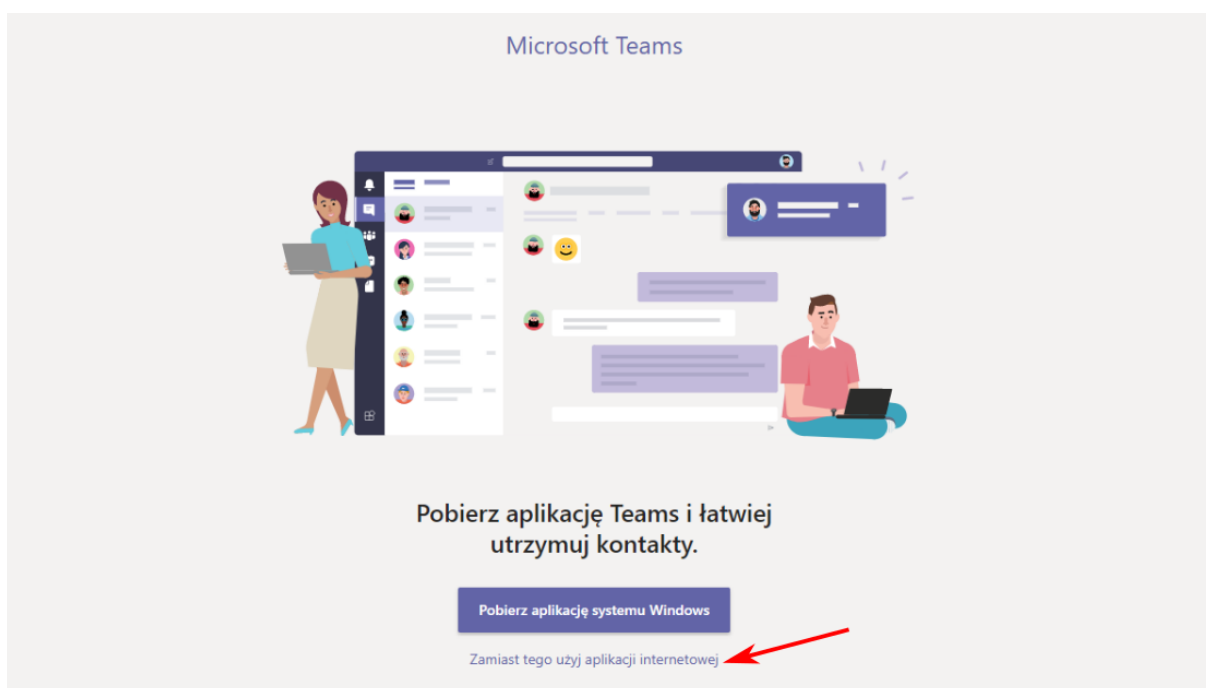 Microsoft Teams
Pobierz aplikację Teams i łatwiej
utrzymuj kontakty.
Pobierz aplikację systemu Windows
Zamiast tego użyj aplikacji internetowej